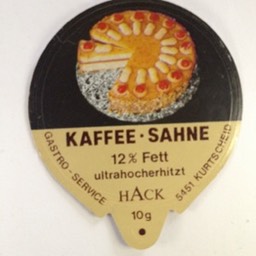 KAFFEE · SAHNE
12% Fett
ultrahocherhitzt
HACK
10g
GASTRO-SERVICE
5451 KURTSCHEID